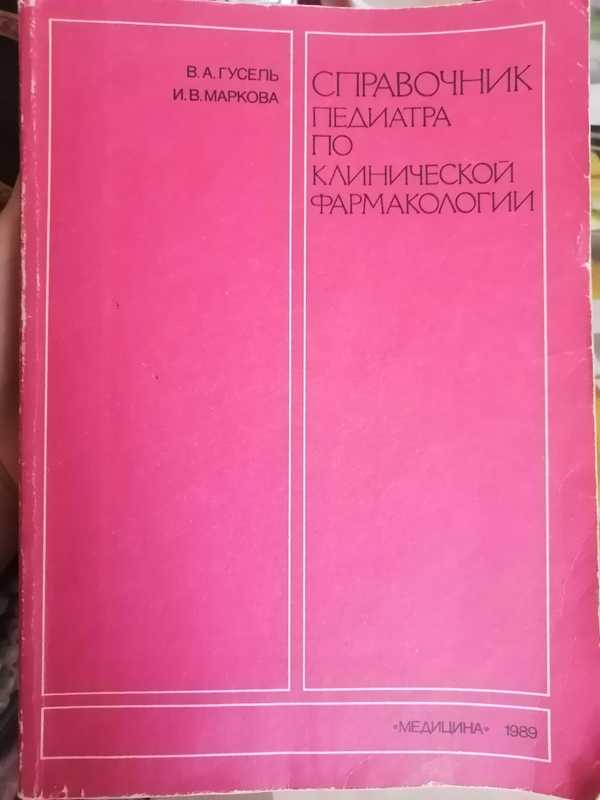 В. А. ГУСЕЛЬ
И. В. МАРКОВА
СПРАВОЧНИК
ПЕДИАТРА
ПО
КЛИНИЧЕСКОЙ
ФАРМАКОЛОГИИ
«МЕДИЦИНА» 1989